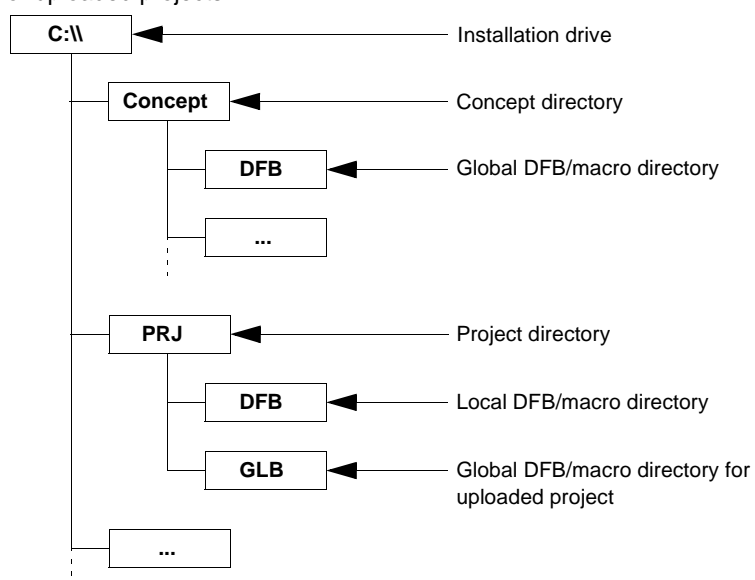 C:\\ Installation drive
Concept Concept directory
DFB Global DFB/macro directory
...
PRJ Project directory
DFB Local DFB/macro directory
GLB Global DFB/macro directory for
uploaded project
...